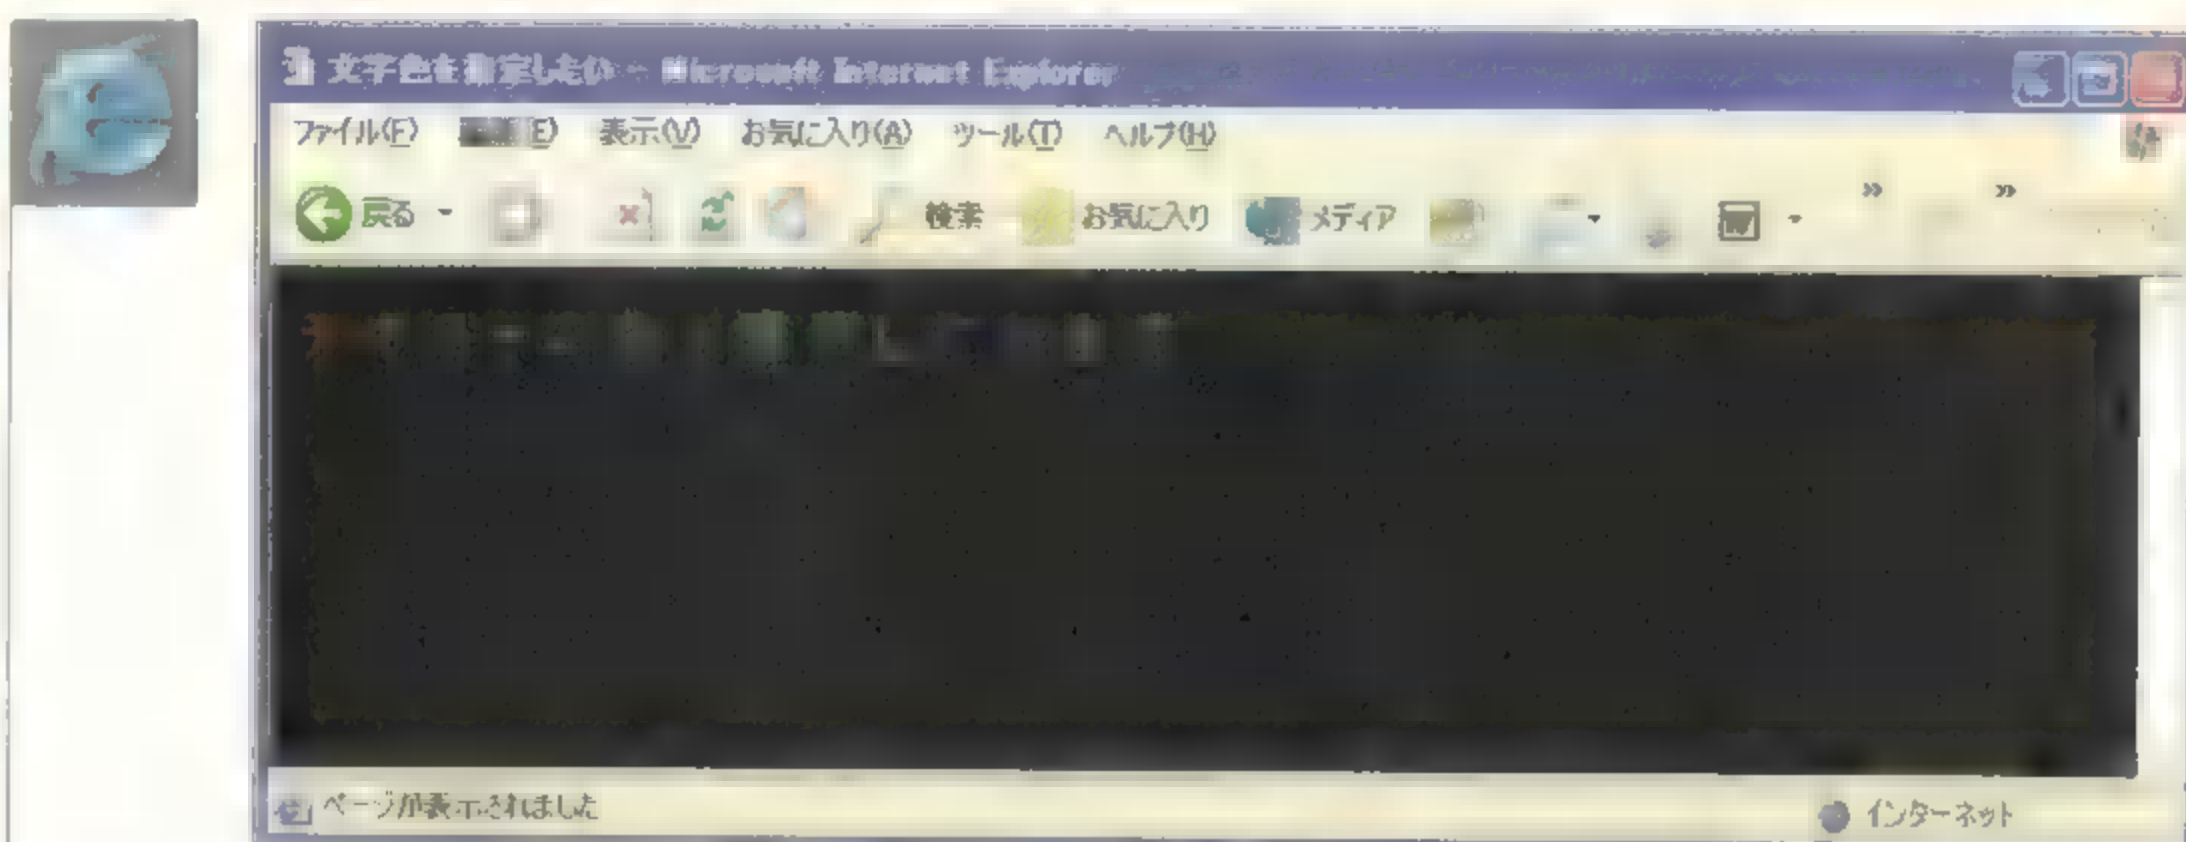 文字色を指定したい - Microsoft Internet Explorer
ファイル(F) (E) 表示(V) お気に入り(A) ツール(T) ヘルプ(H)
戻る 検索 お気に入り メディア » »
ページが表示されました インターネット